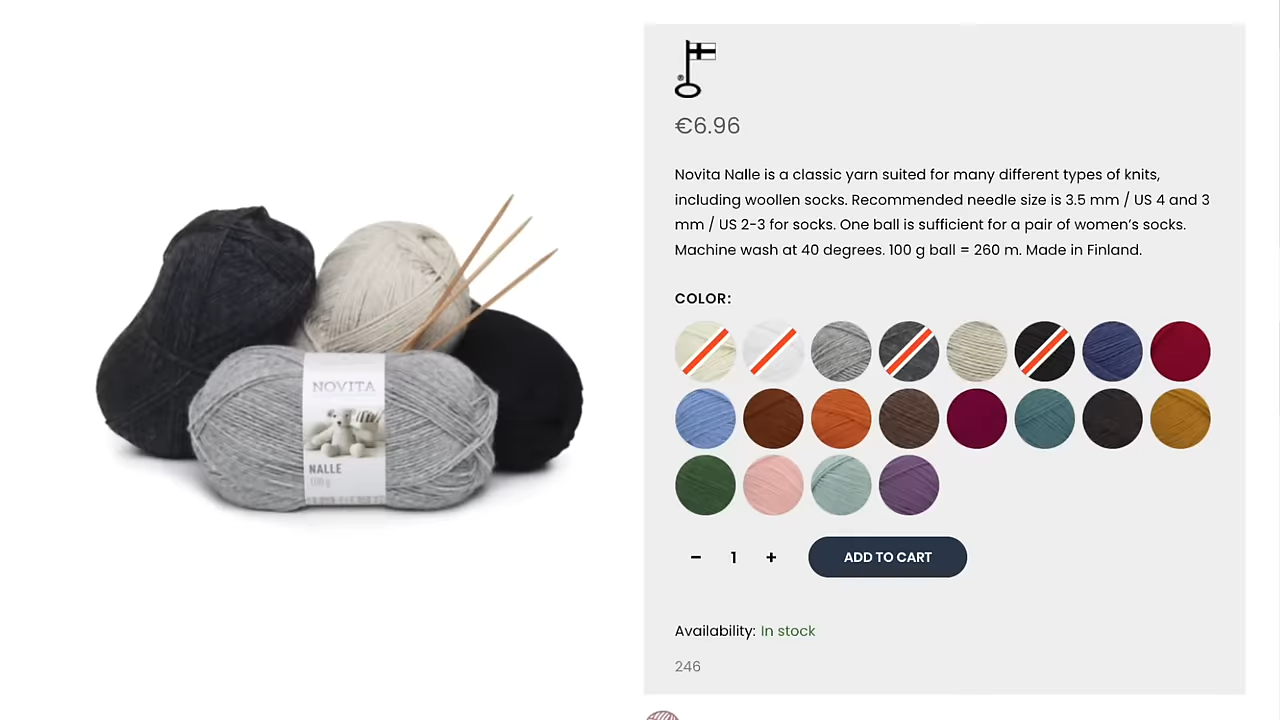 ®
€6.96
Novita Nalle is a classic yarn suited for many different types of knits,
including woollen socks. Recommended needle size is 3.5 mm / US 4 and 3
mm / US 2-3 for socks. One ball is sufficient for a pair of women’s socks.
Machine wash at 40 degrees. 100 g ball = 260 m. Made in Finland.
COLOR:
NOVITA
NALLE
100 g
− 1 + ADD TO CART
Availability: In stock
246